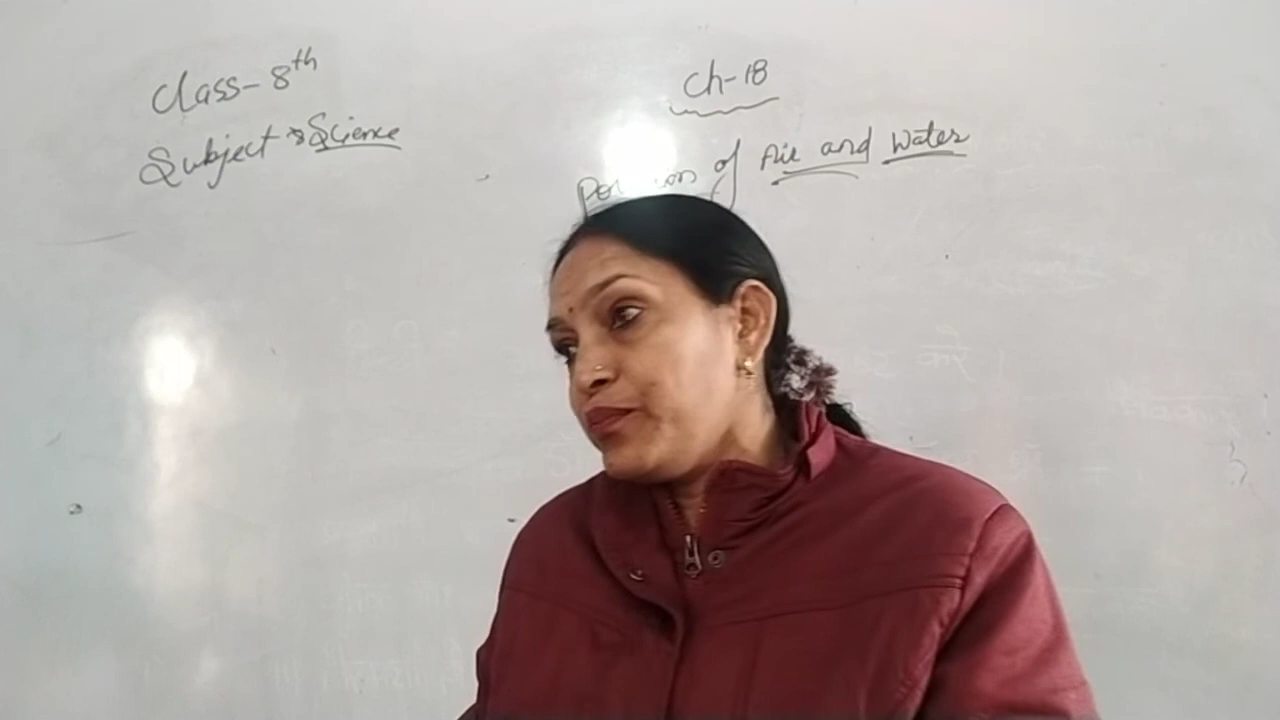 Class-8th
Subject :Science
Ch-18
of Air and Water